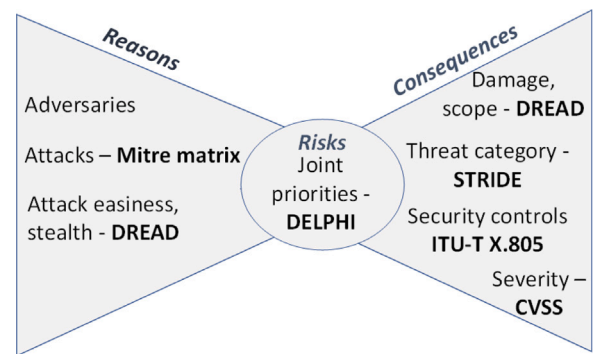 Reasons
Adversaries
Attacks – Mitre matrix
Attack easiness,
stealth - DREAD
Risks
Joint
priorities -
DELPHI
Consequences
Damage,
scope - DREAD
Threat category -
STRIDE
Security controls
ITU-T X.805
Severity –
CVSS